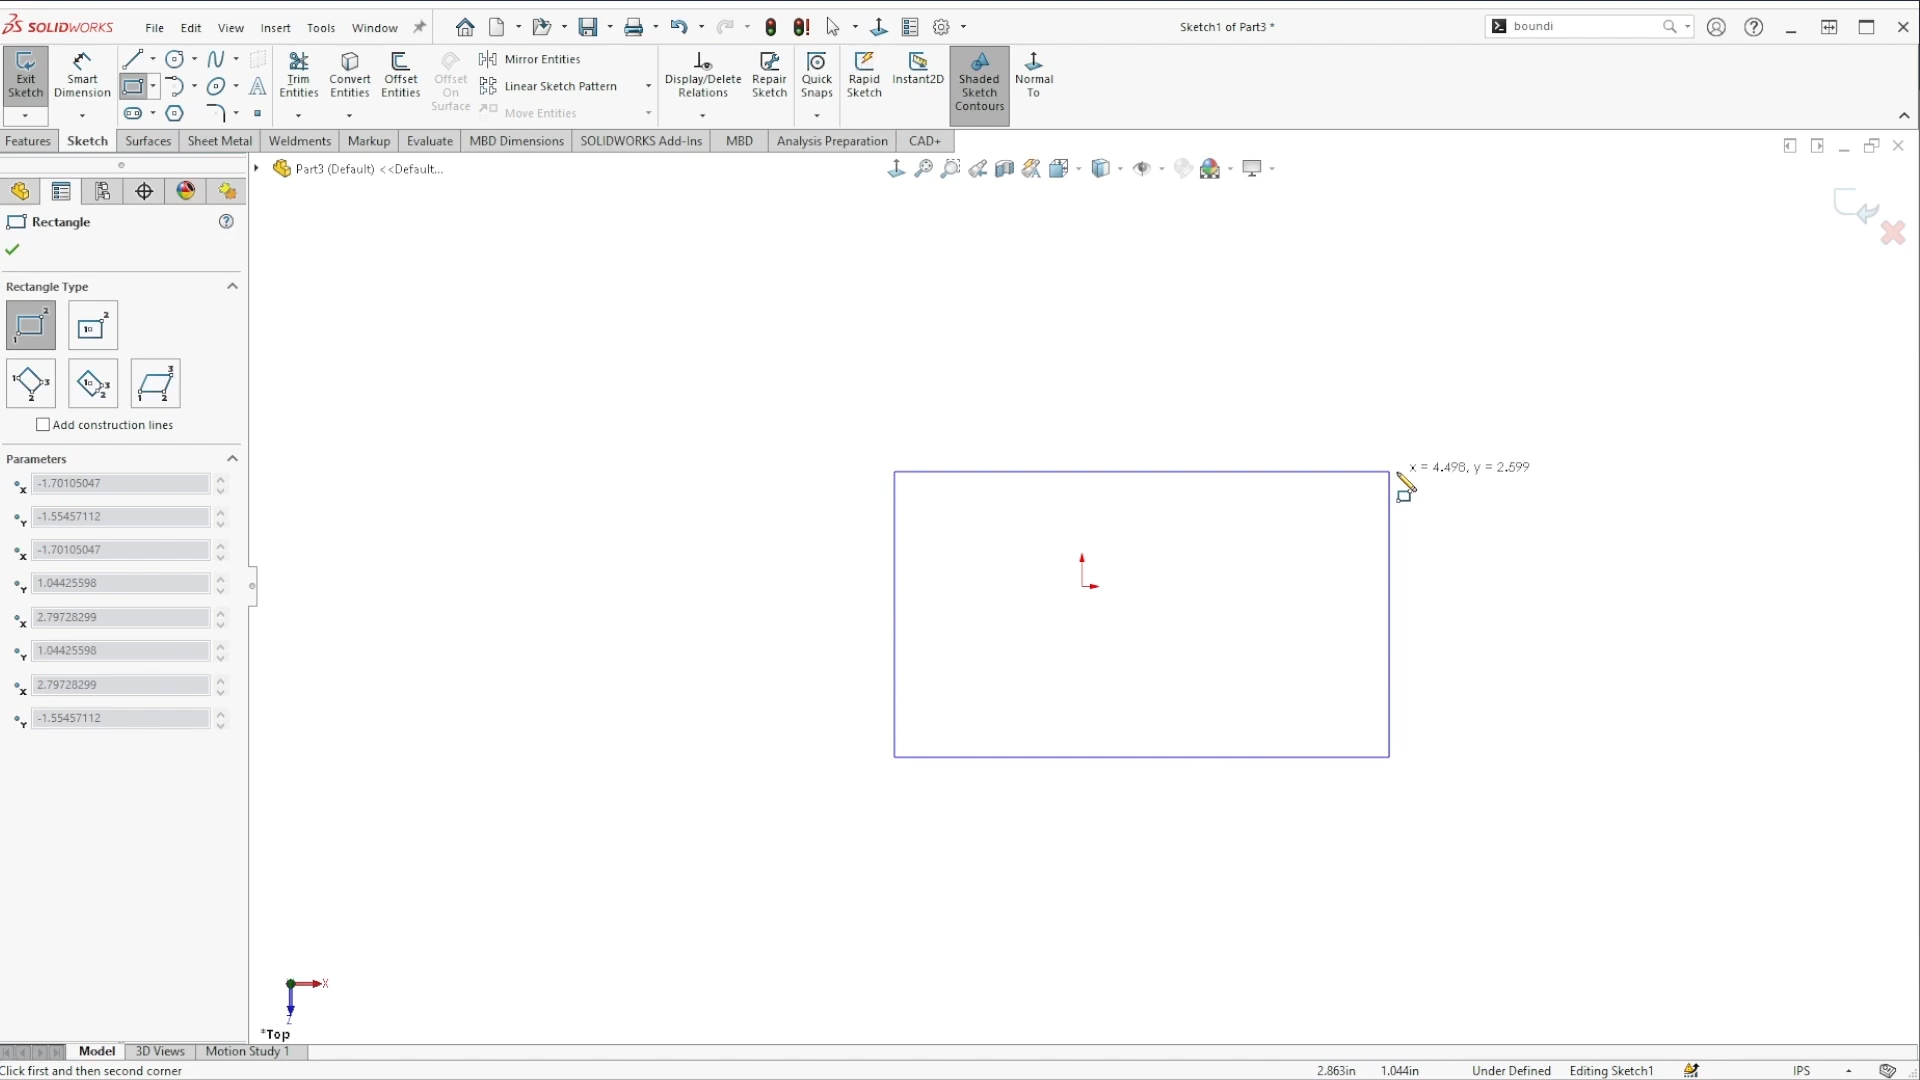 SOLIDWORKS File Edit View Insert Tools Window Sketch1 of Part3 * boundi
Exit Sketch
Smart Dimension
Trim Entities
Convert Entities
Offset Entities
Offset On Surface
Mirror Entities
Linear Sketch Pattern
Move Entities
Display/Delete Relations
Repair Sketch
Quick Snaps
Rapid Sketch
Instant2D
Shaded Sketch Contours
Normal To
Features Sketch Surfaces Sheet Metal Weldments Markup Evaluate MBD Dimensions SOLIDWORKS Add-Ins MBD Analysis Preparation CAD+
Part3 (Default) <<Default...
Rectangle
Rectangle Type
Add construction lines
Parameters
-1.70105047
-1.55457112
-1.70105047
1.04425598
2.79728299
1.04425598
2.79728299
-1.55457112
x = 4.498, y = 2.599
X
Z
*Top
Model 3D Views Motion Study 1
Click first and then second corner 2.863in 1.044in Under Defined Editing Sketch1 IPS